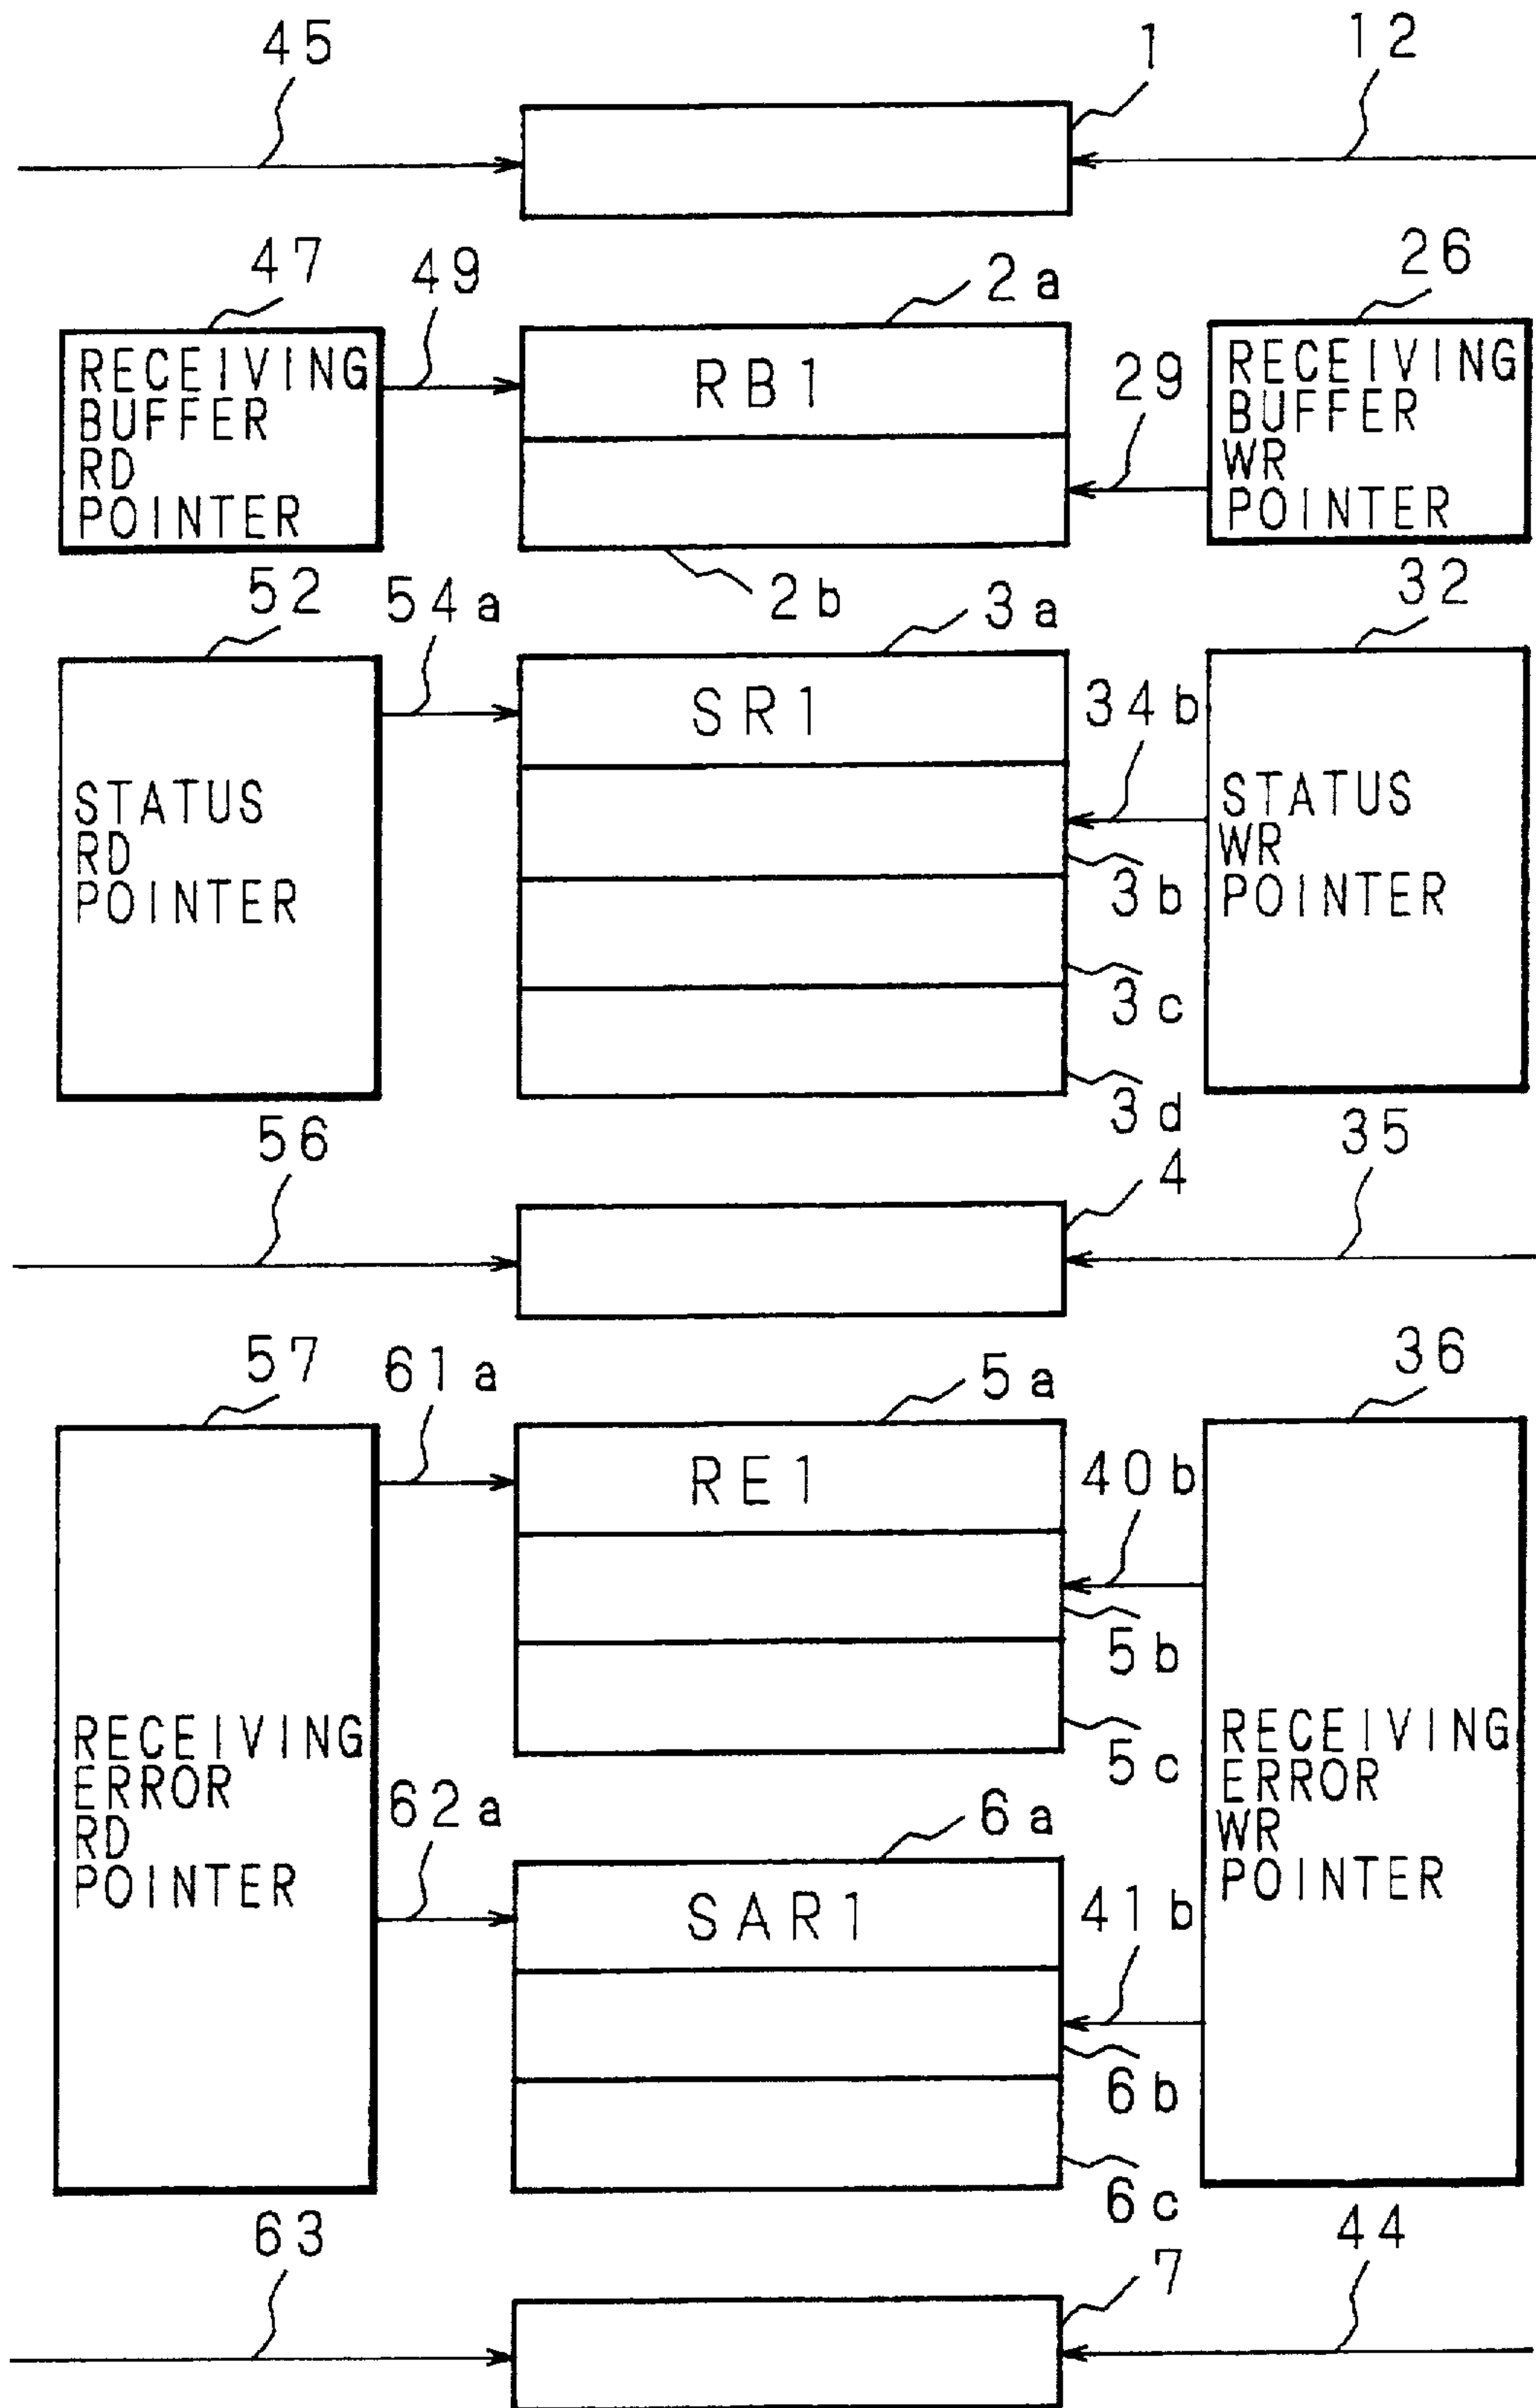 45
1
12
47
49
2a
26
RECEIVING
BUFFER
RD
POINTER
RB1
29
RECEIVING
BUFFER
WR
POINTER
2b
52
54a
3a
32
STATUS
RD
POINTER
SR1
34b
STATUS
WR
POINTER
3b
3c
3d
56
4
35
57
61a
5a
36
RE1
40b
5b
5c
RECEIVING
ERROR
RD
POINTER
RECEIVING
ERROR
WR
POINTER
62a
6a
SAR1
41b
6b
6c
63
7
44